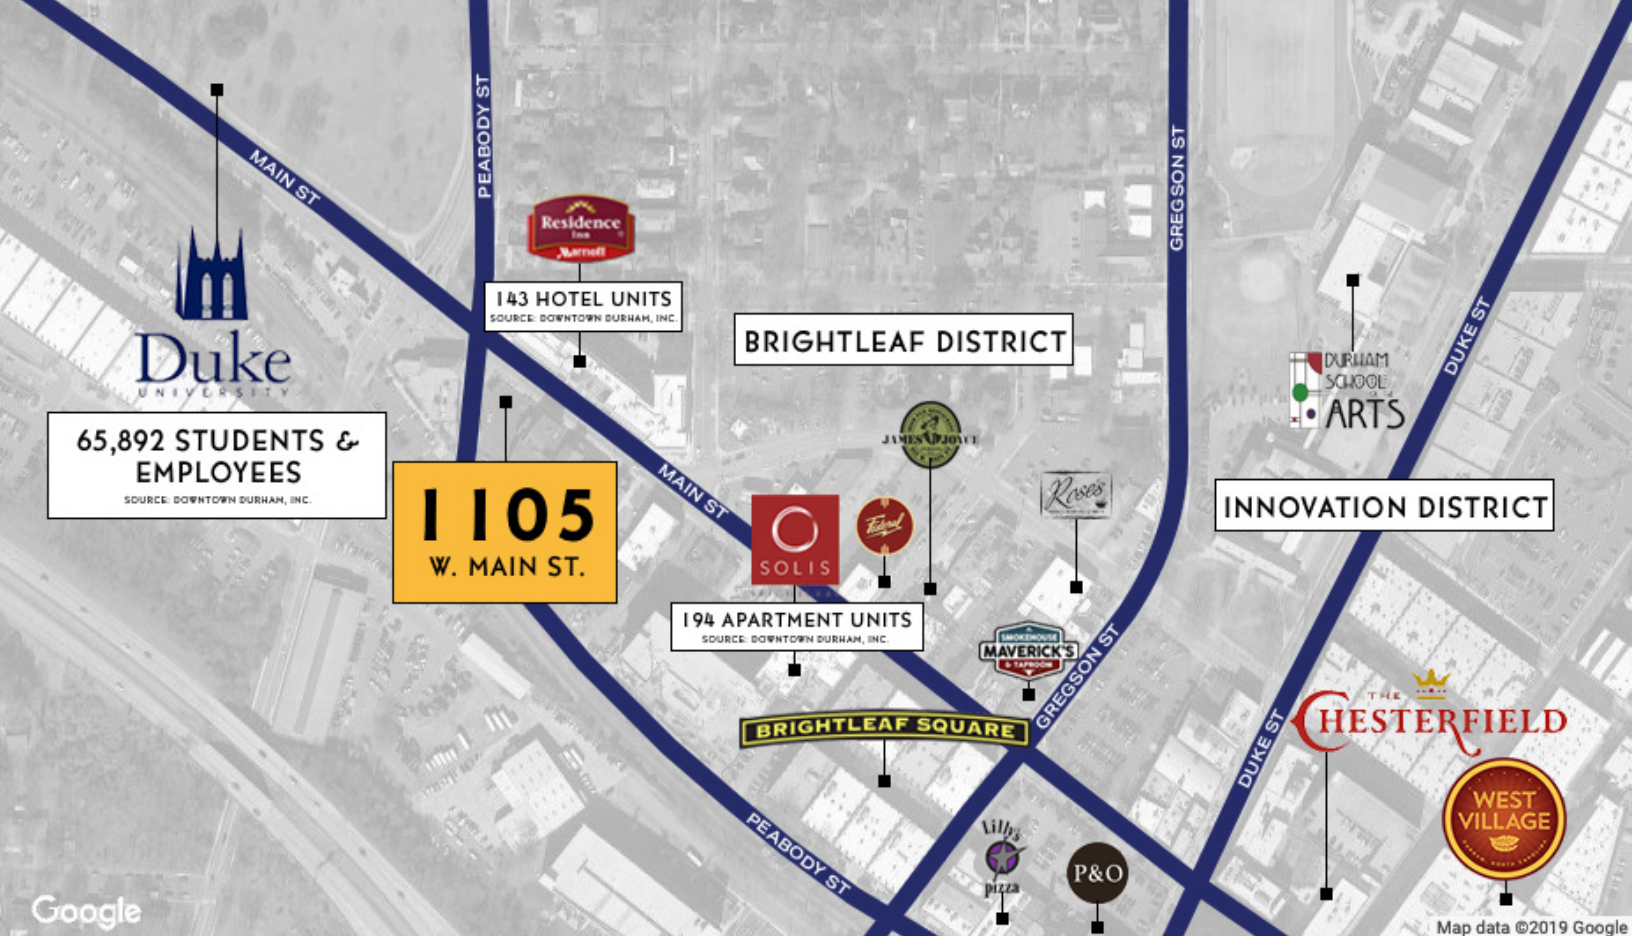 PEABODY ST
MAIN ST
GREGSON ST
Residence
Inn
Marriott
143 HOTEL UNITS
SOURCE: DOWNTOWN DURHAM, INC.
BRIGHTLEAF DISTRICT
DUKE ST
Duke
UNIVERSITY
65,892 STUDENTS &
EMPLOYEES
SOURCE: DOWNTOWN DURHAM, INC.
DURHAM
SCHOOL
ARTS
JAMES JOYCE
1105
W. MAIN ST.
MAIN ST
SOLIS
Federal
Rose's
INNOVATION DISTRICT
194 APARTMENT UNITS
SOURCE: DOWNTOWN DURHAM, INC.
SMOKEHOUSE
MAVERICK'S
& TAPROOM
GREGSON ST
BRIGHTLEAF SQUARE
DUKE ST
THE
CHESTERFIELD
WEST
VILLAGE
PEABODY ST
Lilly's
pizza
P&O
Google
Map data ©2019 Google